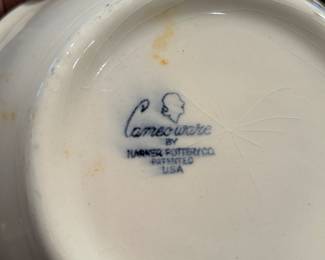 Cameoware
BY
HARKER POTTERY CO.
PATENTED
USA